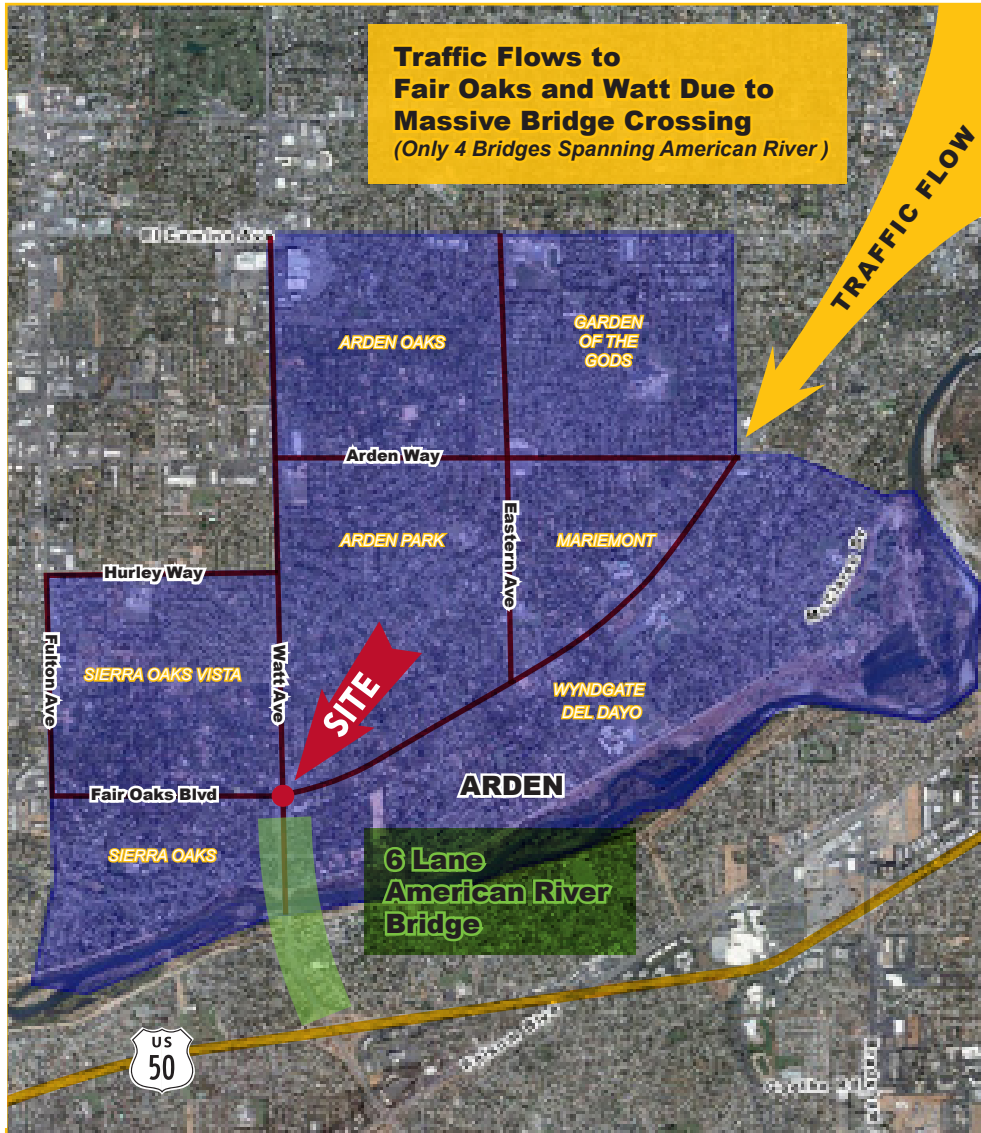 Traffic Flows to
Fair Oaks and Watt Due to
Massive Bridge Crossing
(Only 4 Bridges Spanning American River )
TRAFFIC FLOW
El Camino Ave
ARDEN OAKS
GARDEN
OF THE
GODS
Arden Way
Eastern Ave
ARDEN PARK
MARIEMONT
Hurley Way
Fulton Ave
SIERRA OAKS VISTA
Watt Ave
SITE
WYNDGATE
DEL DAYO
Fair Oaks Blvd
ARDEN
SIERRA OAKS
6 Lane
American River
Bridge
US
50